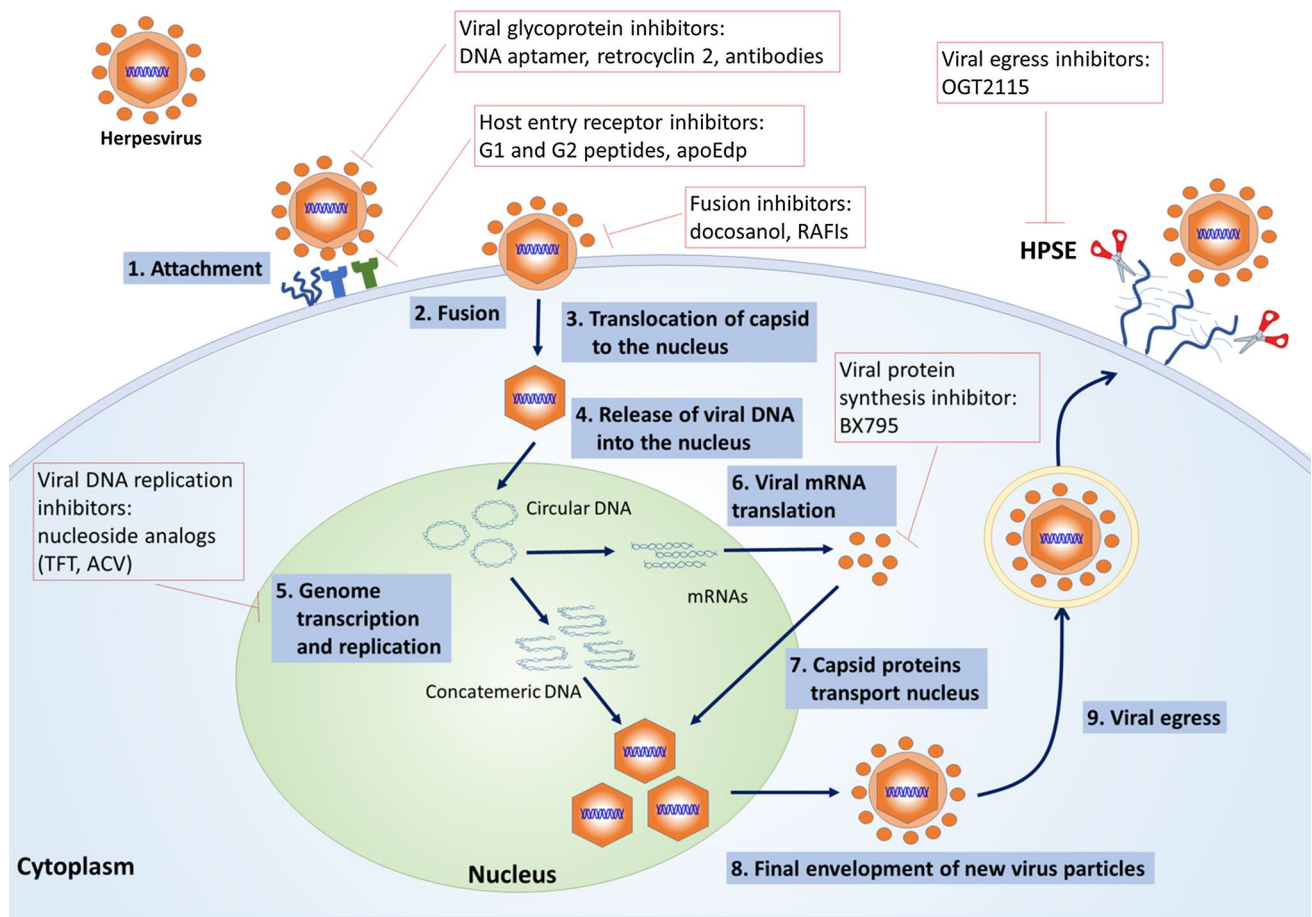 Viral glycoprotein inhibitors:
DNA aptamer, retrocyclin 2, antibodies
Viral egress inhibitors:
OGT2115
Herpesvirus
Host entry receptor inhibitors:
G1 and G2 peptides, apoEdp
Fusion inhibitors:
docosanol, RAFIs
HPSE
1. Attachment
2. Fusion
3. Translocation of capsid
to the nucleus
Viral protein
synthesis inhibitor:
BX795
4. Release of viral DNA
into the nucleus
Viral DNA replication
inhibitors:
nucleoside analogs
(TFT, ACV)
6. Viral mRNA
translation
Circular DNA
5. Genome
transcription
and replication
mRNAs
7. Capsid proteins
transport nucleus
Concatemeric DNA
9. Viral egress
Cytoplasm
Nucleus
8. Final envelopment of new virus particles